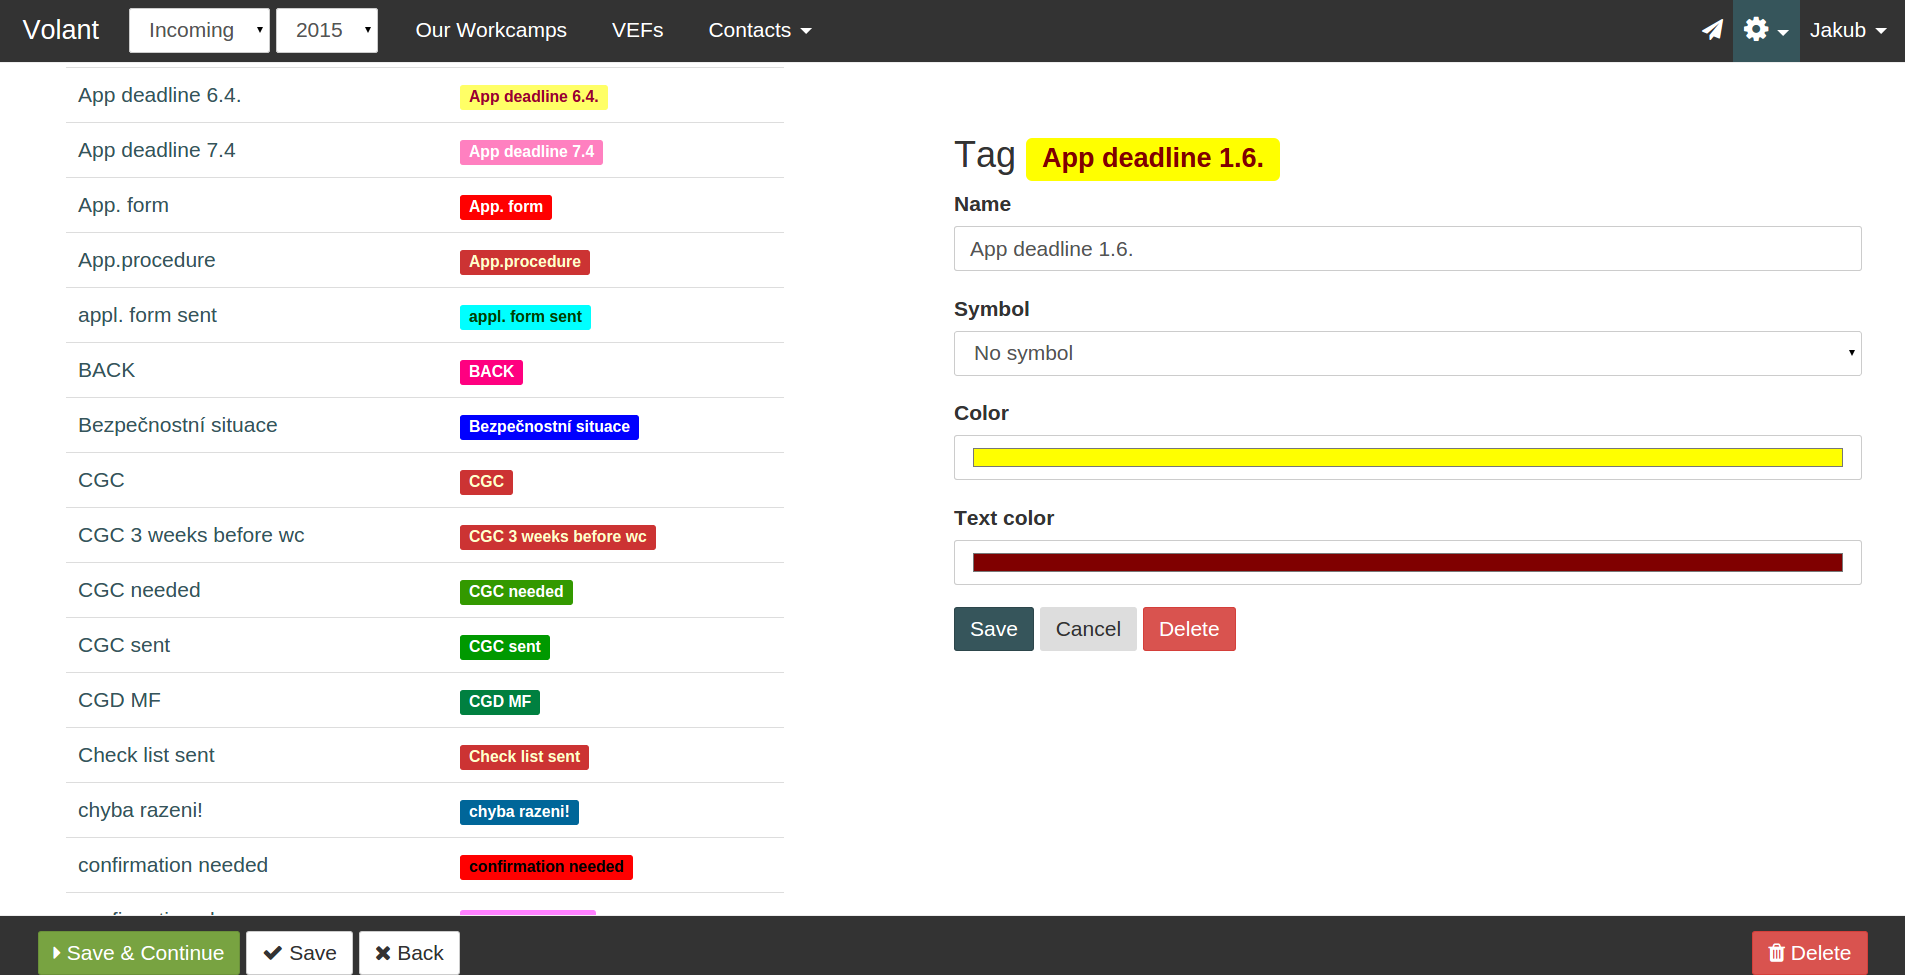 Volant Incoming 2015 Our Workcamps VEFs Contacts Jakub
App deadline 6.4. App deadline 6.4.
App deadline 7.4 App deadline 7.4
App. form App. form
App.procedure App.procedure
appl. form sent appl. form sent
BACK BACK
Bezpečnostní situace Bezpečnostní situace
CGC CGC
CGC 3 weeks before wc CGC 3 weeks before wc
CGC needed CGC needed
CGC sent CGC sent
CGD MF CGD MF
Check list sent Check list sent
chyba razeni! chyba razeni!
confirmation needed confirmation needed
Tag App deadline 1.6.
Name
App deadline 1.6.
Symbol
No symbol
Color
Text color
Save Cancel Delete
Save & Continue Save Back Delete